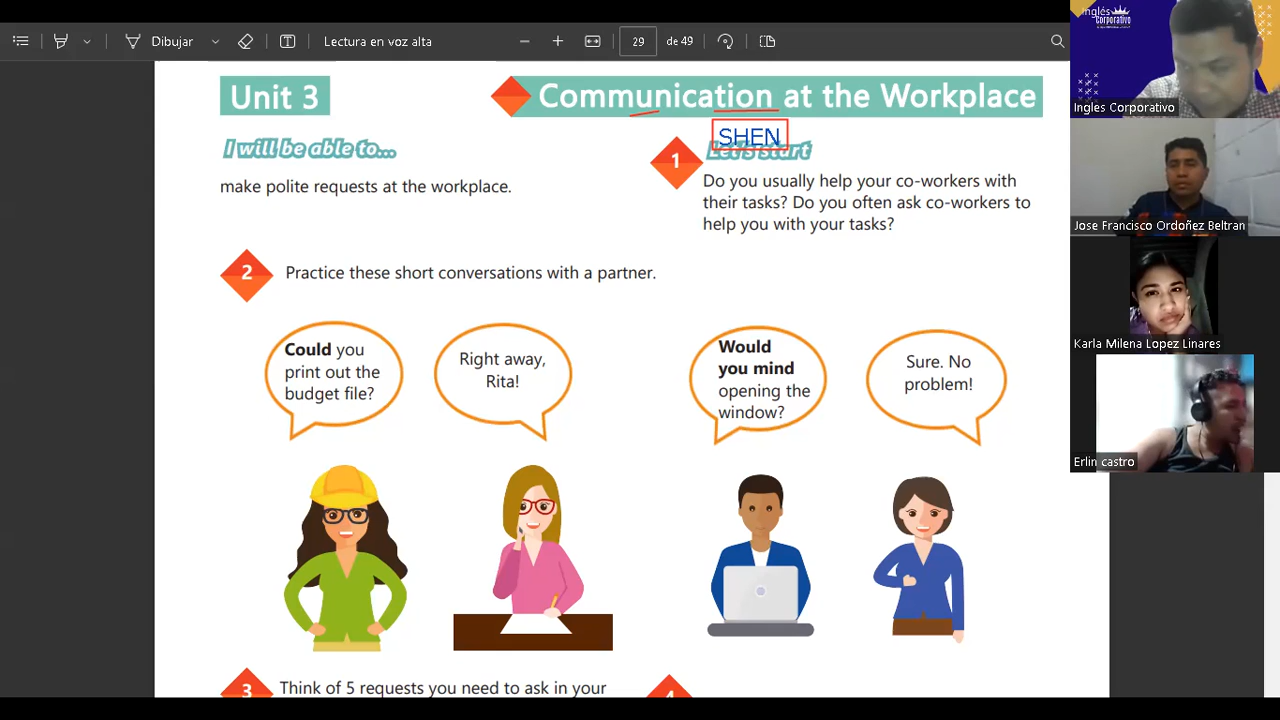 Dibujar
Lectura en voz alta
29
de 49
Inglés
Corporativo
Ingles Corporativo
Unit 3
Communication at the Workplace
SHEN
I will be able to...
Let's start
make polite requests at the workplace.
1
Do you usually help your co-workers with
their tasks? Do you often ask co-workers to
help you with your tasks?
Jose Francisco Ordoñez Beltran
2
Practice these short conversations with a partner.
Karla Milena Lopez Linares
Could you
print out the
budget file?
Right away,
Rita!
Would
you mind
opening the
window?
Sure. No
problem!
Erlin castro
3
Think of 5 requests you need to ask in your
4